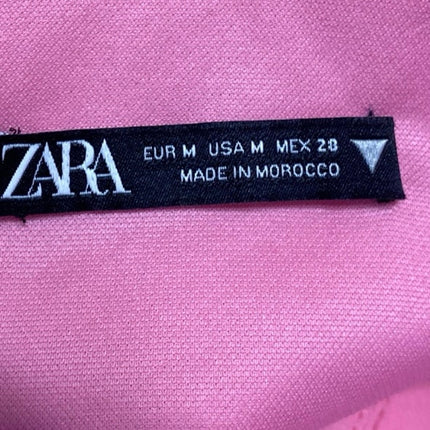 ZARA
EUR M USA M MEX 28
MADE IN MOROCCO